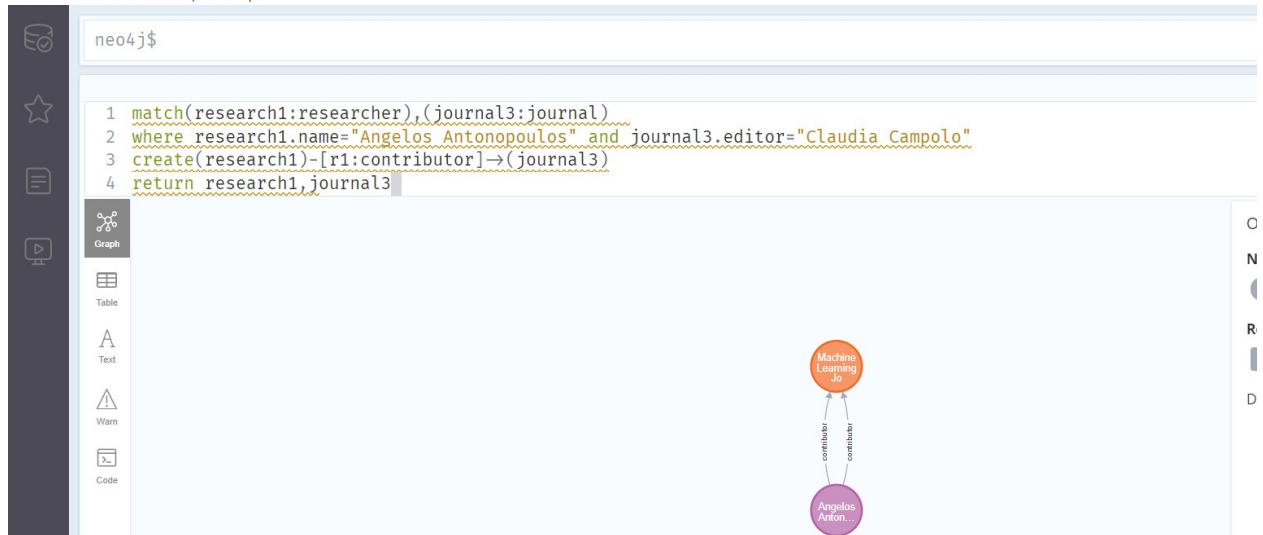 neo4j$
1 match(research1:researcher),(journal3:journal)
2 where research1.name="Angelos Antonopoulos" and journal3.editor="Claudia Campolo"
3 create(research1)-[r1:contributor]→(journal3)
4 return research1,journal3
Graph
Table
Text
Warn
Code
O
N
R
D
Machine
Learning
Jo
contributor
contributor
Angelos
Anton...